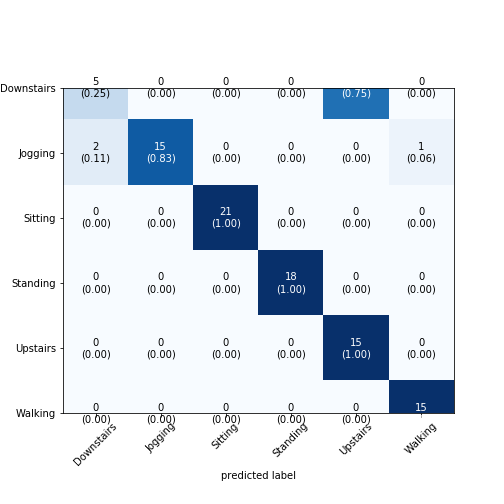 5 0 0 0 0
Downstairs (0.25) (0.00) (0.00) (0.00) (0.75) (0.00)
2 15 0 0 0 1
Jogging (0.11) (0.83) (0.00) (0.00) (0.00) (0.06)
0 0 21 0 0 0
Sitting (0.00) (0.00) (1.00) (0.00) (0.00) (0.00)
0 0 0 18 0 0
Standing (0.00) (0.00) (0.00) (1.00) (0.00) (0.00)
0 0 0 0 15 0
Upstairs (0.00) (0.00) (0.00) (0.00) (1.00) (0.00)
0 0 0 0 0 15
Walking (0.00) (0.00) (0.00) (0.00) (0.00)
Downstairs Jogging Sitting Standing Upstairs Walking
predicted label